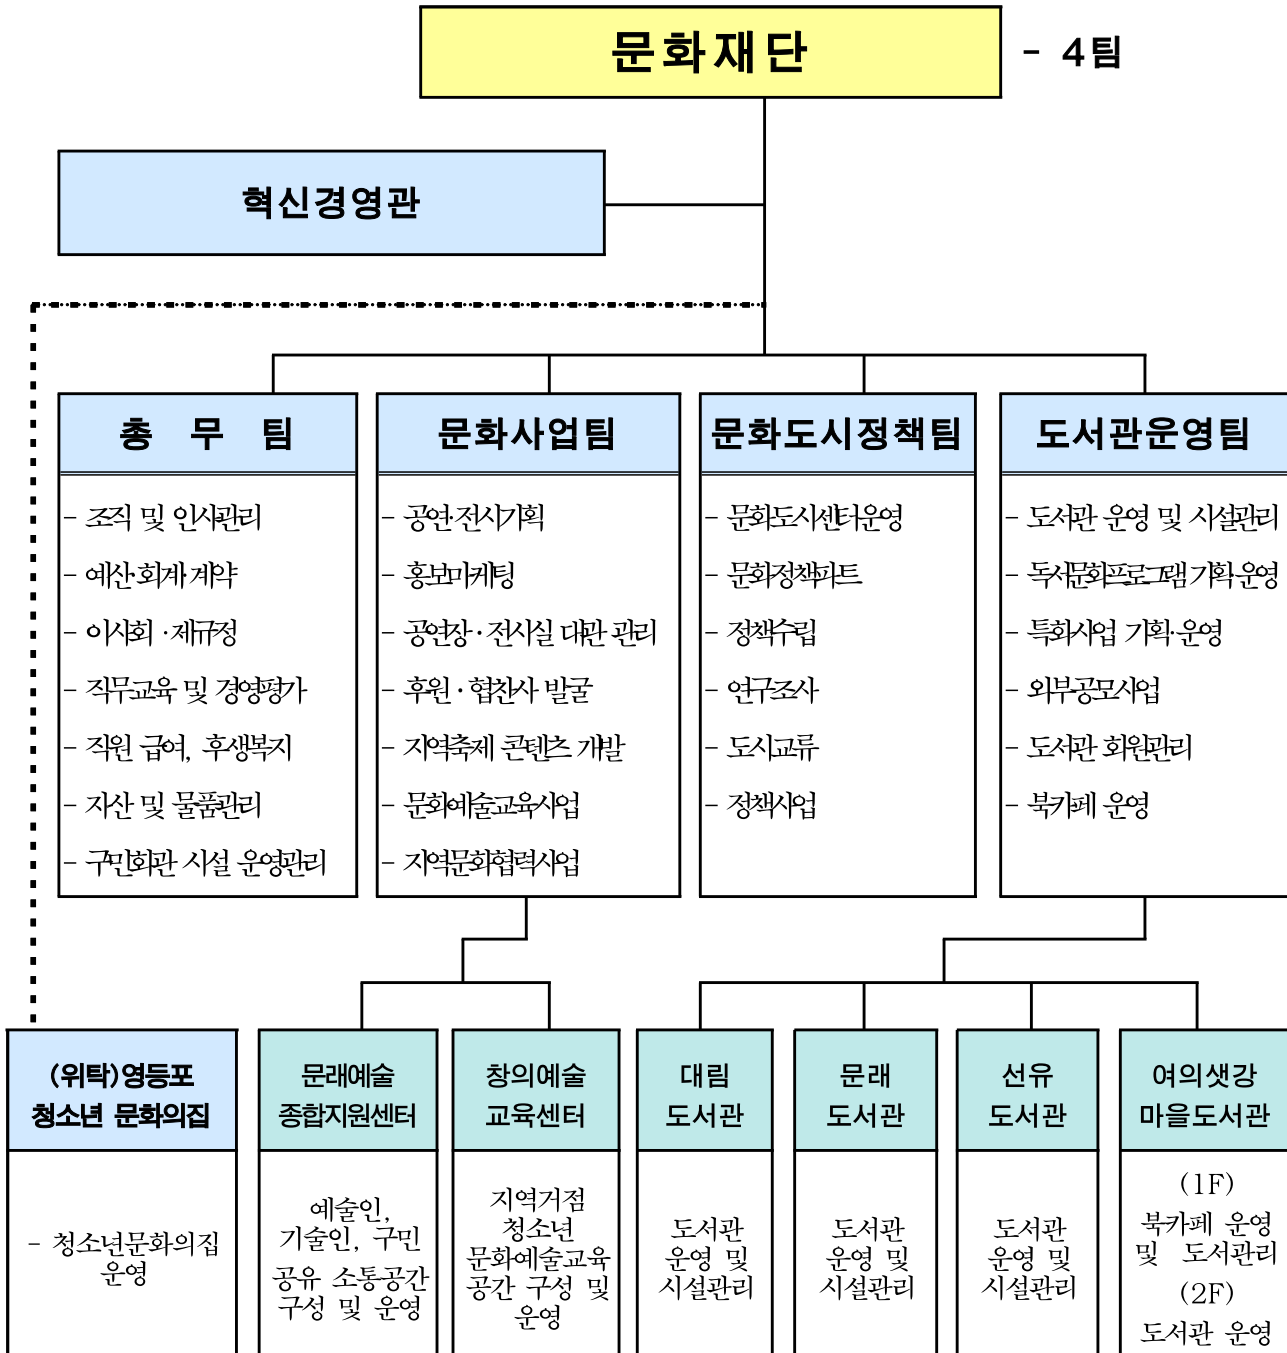 문화재단
- 4팀
혁신경영관
총 무 팀
- 조직 및 인사관리
- 예산·회계·계약
- 이사회 ·제규정
- 직무교육 및 경영평가
- 직원 급여, 후생복지
- 자산 및 물품관리
- 구민회관 시설 운영관리
문화사업팀
- 공연·전시기획
- 홍보마케팅
- 공연장·전시실 대관 관리
- 후원·협찬사 발굴
- 지역축제 콘텐츠 개발
- 문화예술교육사업
- 지역문화협력사업
문화도시정책팀
- 문화도시센터운영
- 문화정책파트
- 정책수립
- 연구조사
- 도시교류
- 정책사업
도서관운영팀
- 도서관 운영 및 시설관리
- 독서문화프로그램 기획·운영
- 특화사업 기획·운영
- 외부공모사업
- 도서관 회원관리
- 북카페 운영
(위탁)영등포
청소년 문화의집
- 청소년문화의집
운영
문래예술
종합지원센터
예술인,
기술인, 구민
공유 소통공간
구성 및 운영
창의예술
교육센터
지역거점
청소년
문화예술교육
공간 구성 및
운영
대림
도서관
도서관
운영 및
시설관리
문래
도서관
도서관
운영 및
시설관리
선유
도서관
도서관
운영 및
시설관리
여의샛강
마을도서관
(1F)
북카페 운영
및 도서관리
(2F)
도서관 운영